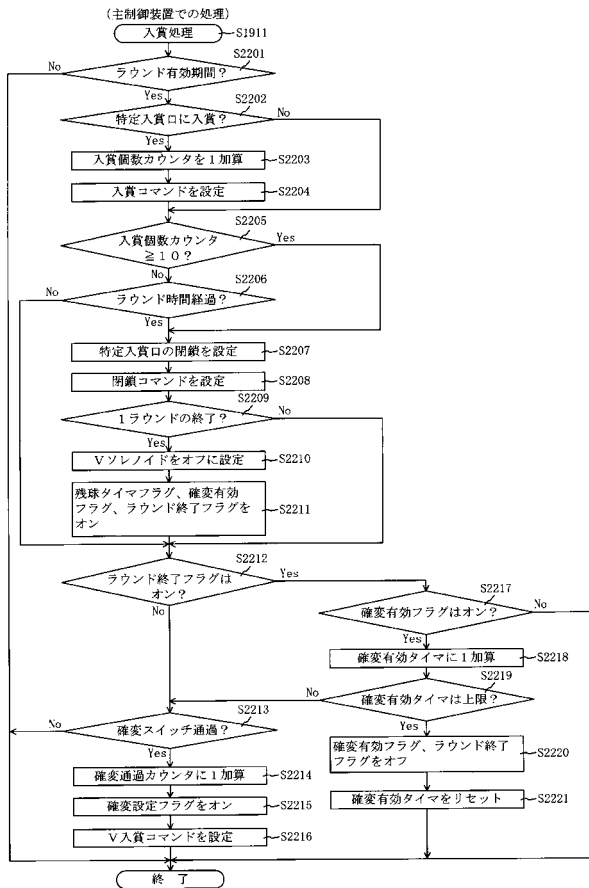 (主制御装置での処理)
入賞処理
S1911
S2201
No
ラウンド有効期間?
Yes
S2202
No
特定入賞口に入賞?
Yes
入賞個数カウンタを1加算
S2203
入賞コマンドを設定
S2204
S2205
入賞個数カウンタ
≧10?
Yes
No
S2206
No
ラウンド時間経過?
Yes
特定入賞口の閉鎖を設定
S2207
閉鎖コマンドを設定
S2208
S2209
1ラウンドの終了?
No
Yes
Vソレノイドをオフに設定
S2210
残球タイマフラグ、確変有効
フラグ、ラウンド終了フラグを
オン
S2211
S2212
ラウンド終了フラグは
オン?
Yes
No
S2217
確変有効フラグはオン?
No
Yes
確変有効タイマに1加算
S2218
S2219
No
確変有効タイマは上限?
Yes
S2213
No
確変スイッチ通過?
Yes
確変有効フラグ、ラウンド終了
フラグをオフ
S2220
確変通過カウンタに1加算
S2214
確変有効タイマをリセット
S2221
確変設定フラグをオン
S2215
V入賞コマンドを設定
S2216
終了